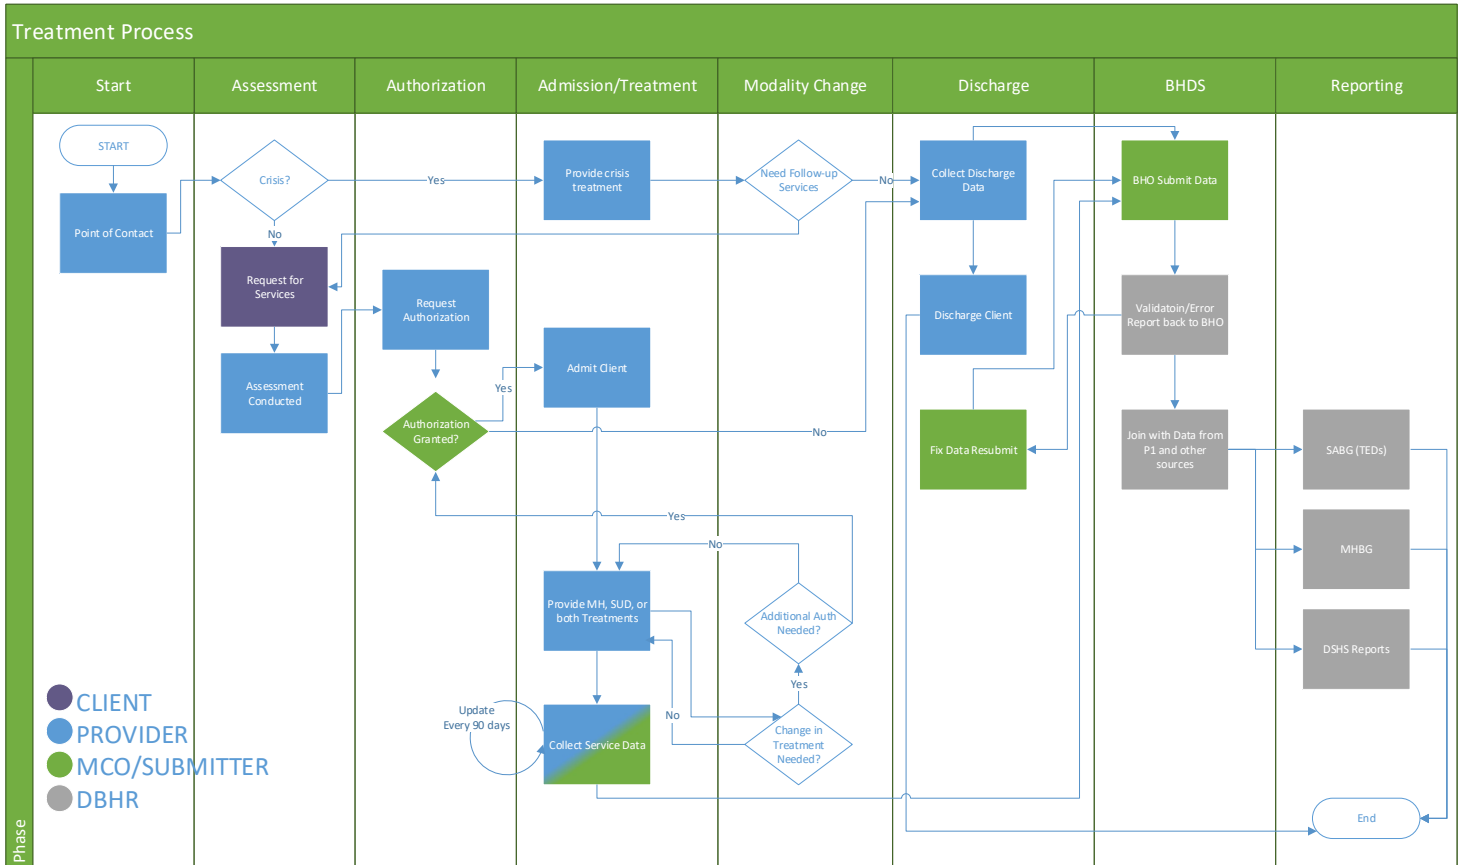 Treatment Process
Start
Assessment
Authorization
Admission/Treatment
Modality Change
Discharge
BHDS
Reporting
START
Point of Contact
Crisis?
Yes
No
Request for
Services
Assessment
Conducted
Request
Authorization
Authorization
Granted?
Yes
No
Provide crisis
treatment
Admit Client
Provide MH, SUD, or
both Treatments
Update
Every 90 days
Collect Service Data
Need Follow-up
Services
No
Yes
No
Additional Auth
Needed?
Yes
No
Change in
Treatment
Needed?
Collect Discharge
Data
Discharge Client
Fix Data Resubmit
BHO Submit Data
Validatoin/Error
Report back to BHO
Join with Data from
P1 and other
sources
SABG (TEDs)
MHBG
DSHS Reports
End
CLIENT
PROVIDER
MCO/SUBMITTER
DBHR
Phase